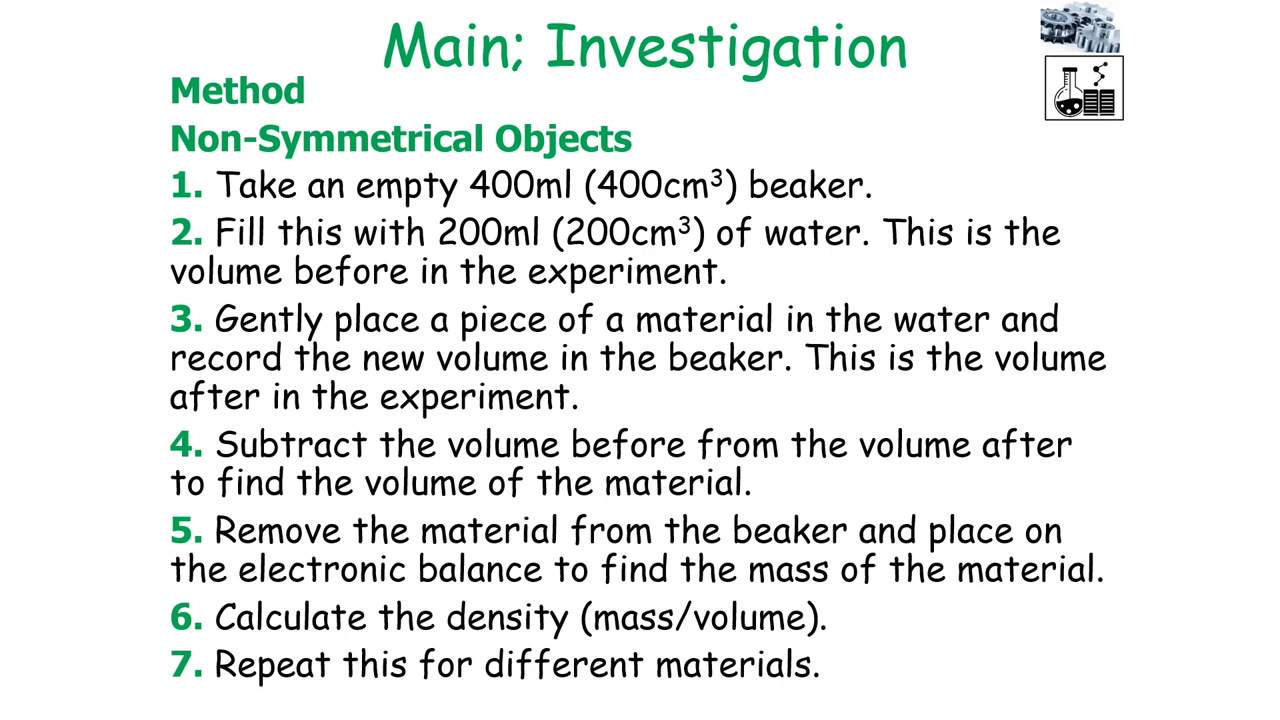 Main; Investigation
Method
Non-Symmetrical Objects
1. Take an empty 400ml (400cm³) beaker.
2. Fill this with 200ml (200cm³) of water. This is the
volume before in the experiment.
3. Gently place a piece of a material in the water and
record the new volume in the beaker. This is the volume
after in the experiment.
4. Subtract the volume before from the volume after
to find the volume of the material.
5. Remove the material from the beaker and place on
the electronic balance to find the mass of the material.
6. Calculate the density (mass/volume).
7. Repeat this for different materials.